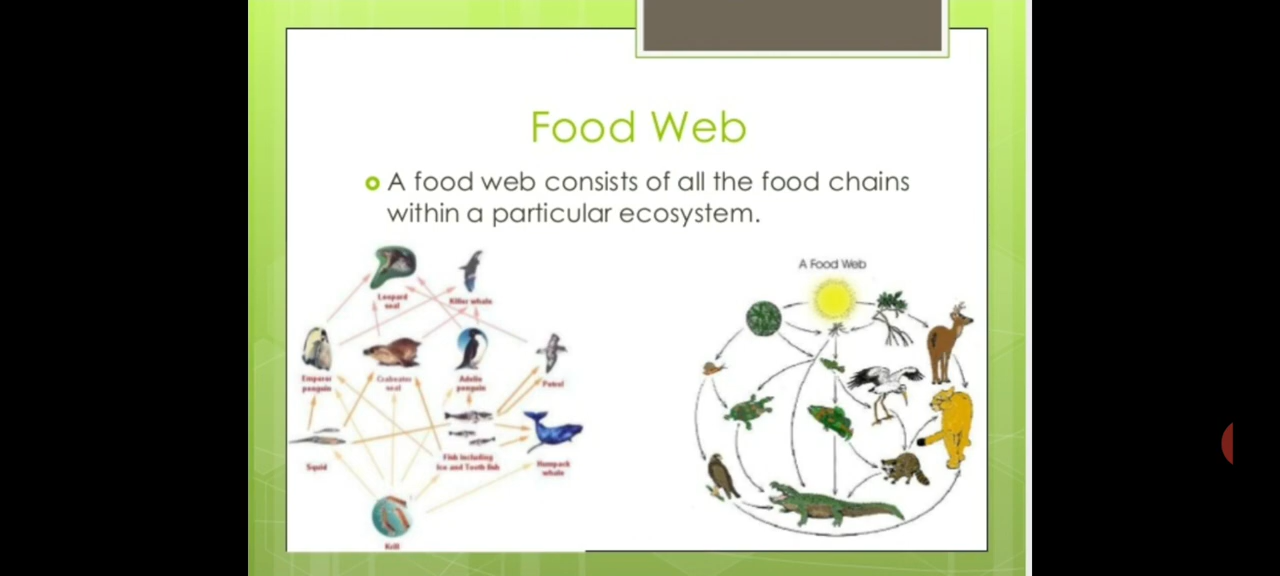 Food Web
A food web consists of all the food chains
within a particular ecosystem.
A Food Web
Leopard
seal
Killer whale
Emperor
penguin
Crabeater
seal
Adelie
penguin
Petrel
Squid
Fish including
Ice and Tooth fish
Humpack
whale
Krill